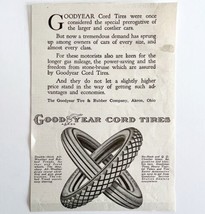 GOODYEAR Cord Tires were once
considered the special prerogative of
the larger and costlier cars.
But now a tremendous demand has sprung
up among owners of cars of every size, and
almost every class.
For these motorists also are keen for the
longer gas mileage, the power-saving and the
freedom from stone-bruise which are assured
by Goodyear Cord Tires.
And they do not let a slightly higher
price stand in the way of getting such ad-
vantages and economies.
The Goodyear Tire & Rubber Company, Akron, Ohio
GOODYEAR CORD TIRES